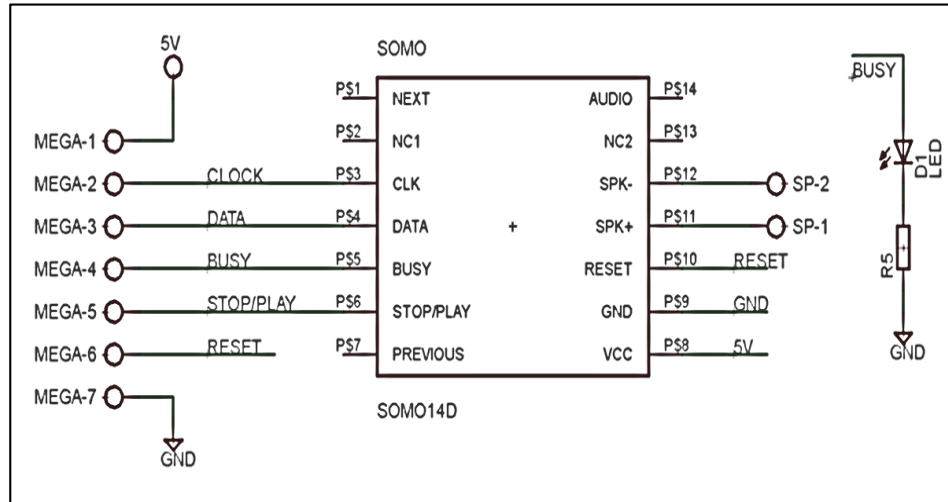 5V
SOMO
BUSY
P$1 NEXT AUDIO P$14
MEGA-1 P$2 NC1 NC2 P$13
D1
LED
MEGA-2 CLOCK P$3 CLK SPK- P$12 SP-2
MEGA-3 DATA P$4 DATA SPK+ P$11 SP-1
MEGA-4 BUSY P$5 BUSY RESET P$10 RESET
R5
MEGA-5 STOP/PLAY P$6 STOP/PLAY GND P$9 GND
MEGA-6 RESET P$7 PREVIOUS VCC P$8 5V
GND
MEGA-7
SOMO14D
GND